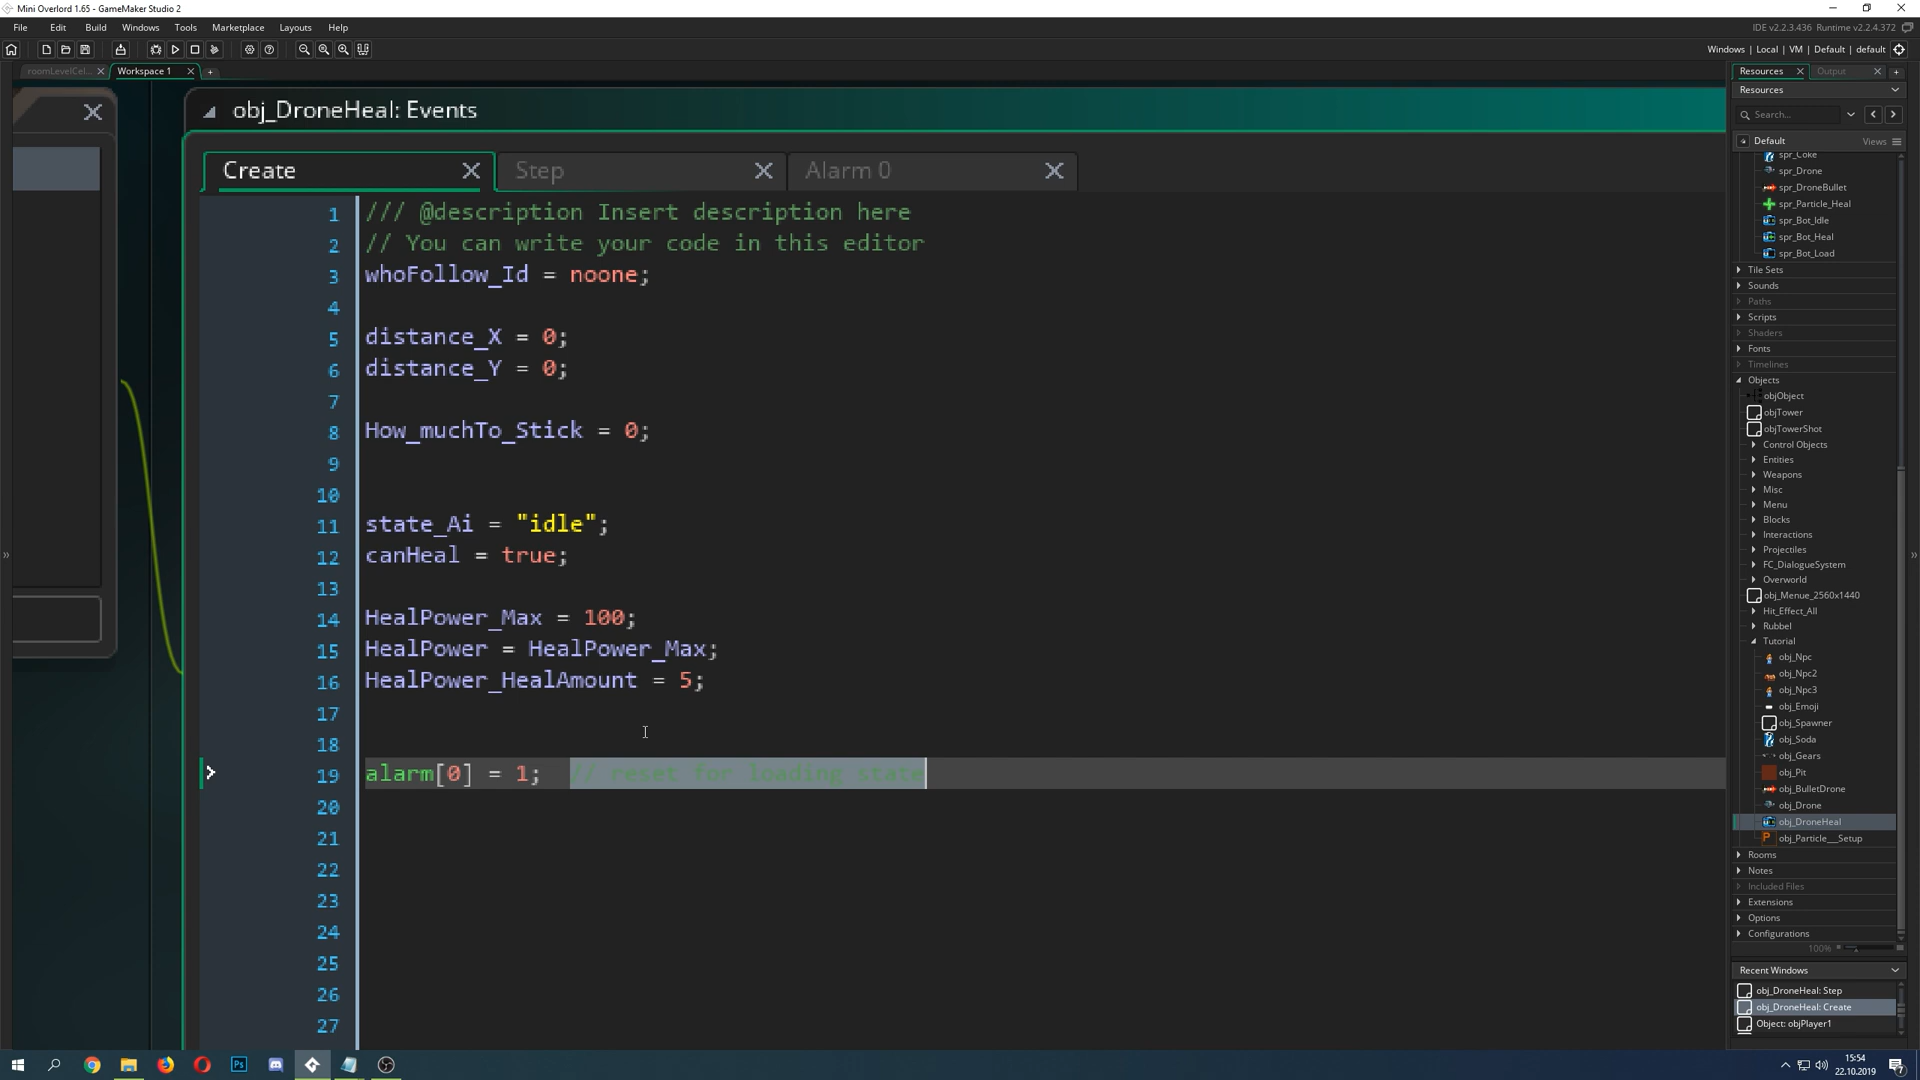 Mini Overlord 1.65 - GameMaker Studio 2
File Edit Build Windows Tools Marketplace Layouts Help
IDE v2.2.3.436 Runtime v2.2.4.372
Windows | Local | VM | Default | default
roomLevelCel...
Workspace 1
obj_DroneHeal: Events
Create
Step
Alarm 0
1 /// @description Insert description here
2 // You can write your code in this editor
3 whoFollow_Id = noone;
4
5 distance_X = 0;
6 distance_Y = 0;
7
8 How_muchTo_Stick = 0;
9
10
11 state_Ai = "idle";
12 canHeal = true;
13
14 HealPower_Max = 100;
15 HealPower = HealPower_Max;
16 HealPower_HealAmount = 5;
17
18
19 alarm[0] = 1; // reset for loading state
20
21
22
23
24
25
26
27
Resources
Output
Resources
Search...
Default
Views
spr_Coke
spr_Drone
spr_DroneBullet
spr_Particle_Heal
spr_Bot_Idle
spr_Bot_Heal
spr_Bot_Load
Tile Sets
Sounds
Paths
Scripts
Shaders
Fonts
Timelines
Objects
objObject
objTower
objTowerShot
Control Objects
Entities
Weapons
Misc
Menu
Blocks
Interactions
Projectiles
FC_DialogueSystem
Overworld
obj_Menue_2560x1440
Hit_Effect_All
Rubbel
Tutorial
obj_Npc
obj_Npc2
obj_Npc3
obj_Emoji
obj_Spawner
obj_Soda
obj_Gears
obj_Pit
obj_BulletDrone
obj_Drone
obj_DroneHeal
obj_Particle__Setup
Rooms
Notes
Included Files
Extensions
Options
Configurations
100%
Recent Windows
obj_DroneHeal: Step
obj_DroneHeal: Create
Object: objPlayer1
15:54
22.10.2019